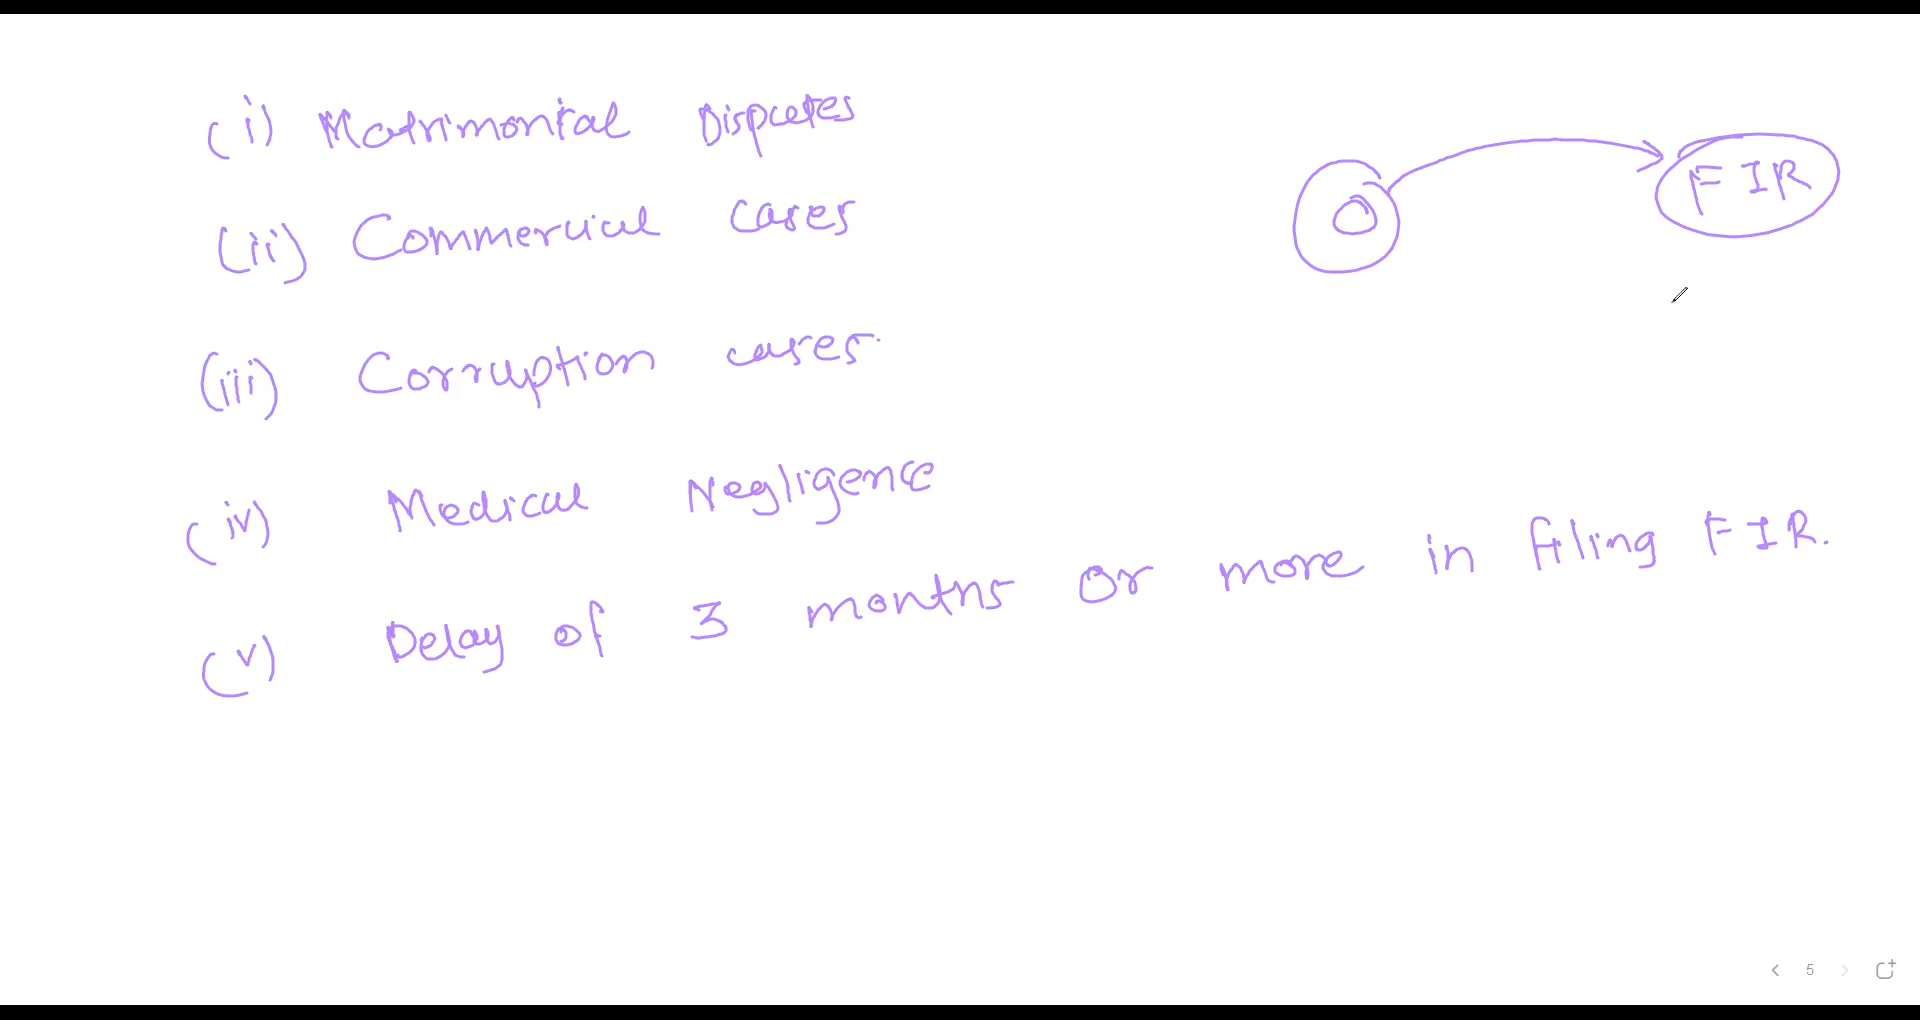 (i) Matrimonial Disputes
(ii) Commercial cases
(iii) Corruption cases.
(iv) Medical Negligence
(v) Delay of 3 months or more in filing FIR.
FIR
5